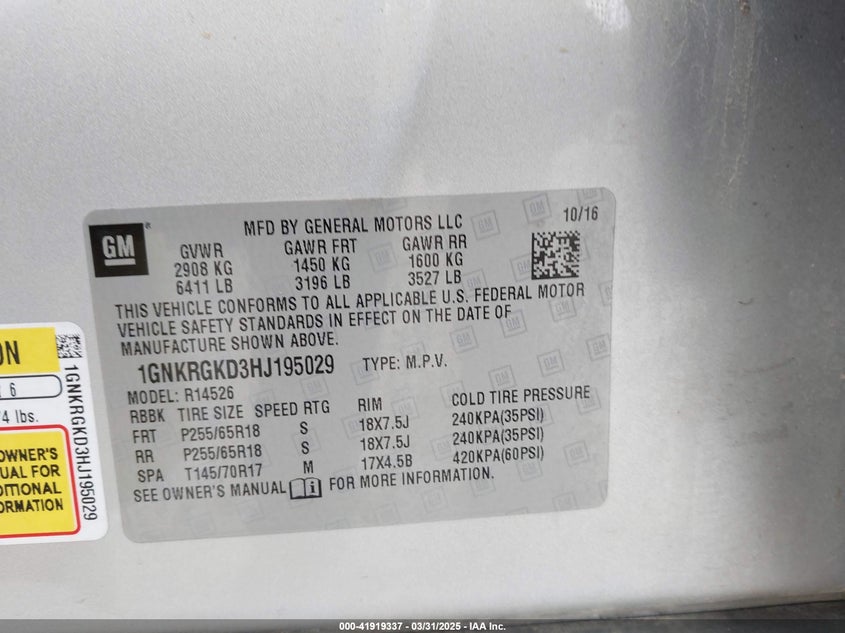 GM
MFD BY GENERAL MOTORS LLC 10/16
GVWR GAWR FRT GAWR RR
2908 KG 1450 KG 1600 KG
6411 LB 3196 LB 3527 LB
THIS VEHICLE CONFORMS TO ALL APPLICABLE U.S. FEDERAL MOTOR
VEHICLE SAFETY STANDARDS IN EFFECT ON THE DATE OF
MANUFACTURE SHOWN ABOVE.
1GNKRGKD3HJ195029 TYPE: M.P.V.
MODEL: R14526
RBBK TIRE SIZE SPEED RTG RIM COLD TIRE PRESSURE
FRT P255/65R18 S 18X7.5J 240KPA(35PSI)
RR P255/65R18 S 18X7.5J 240KPA(35PSI)
SPA T145/70R17 M 17X4.5B 420KPA(60PSI)
SEE OWNER'S MANUAL FOR MORE INFORMATION.
6
lbs.
OWNER'S
FOR
1GNKRGKD3HJ195029
000-41919337 - 03/31/2025 - IAA Inc.